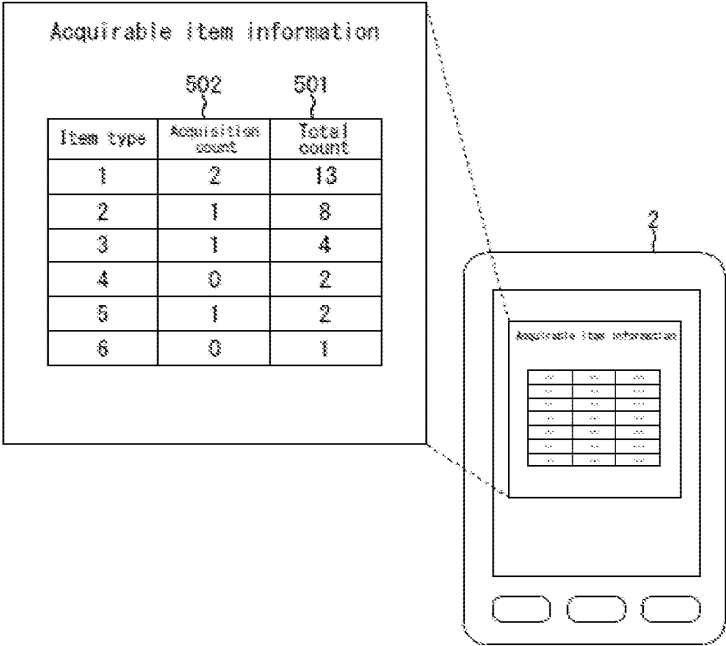 Acquirable item information
502 501
Item type Acquisition count Total count
1 2 13
2 1 8
3 1 4
4 0 2
5 1 2
6 0 1
2
Acquirable item information